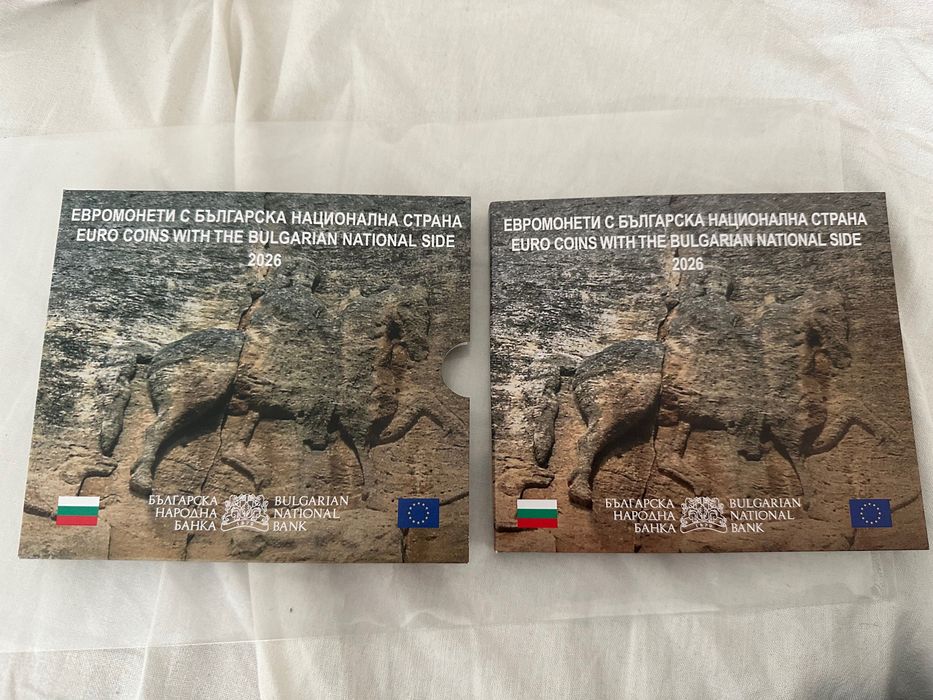 ЕВРОМОНЕТИ С БЪЛГАРСКА НАЦИОНАЛНА СТРАНА
EURO COINS WITH THE BULGARIAN NATIONAL SIDE
2026
БЪЛГАРСКА
НАРОДНА
БАНКА
BULGARIAN
NATIONAL
BANK
ЕВРОМОНЕТИ С БЪЛГАРСКА НАЦИОНАЛНА СТРАНА
EURO COINS WITH THE BULGARIAN NATIONAL SIDE
2026
БЪЛГАРСКА
НАРОДНА
БАНКА
BULGARIAN
NATIONAL
BANK